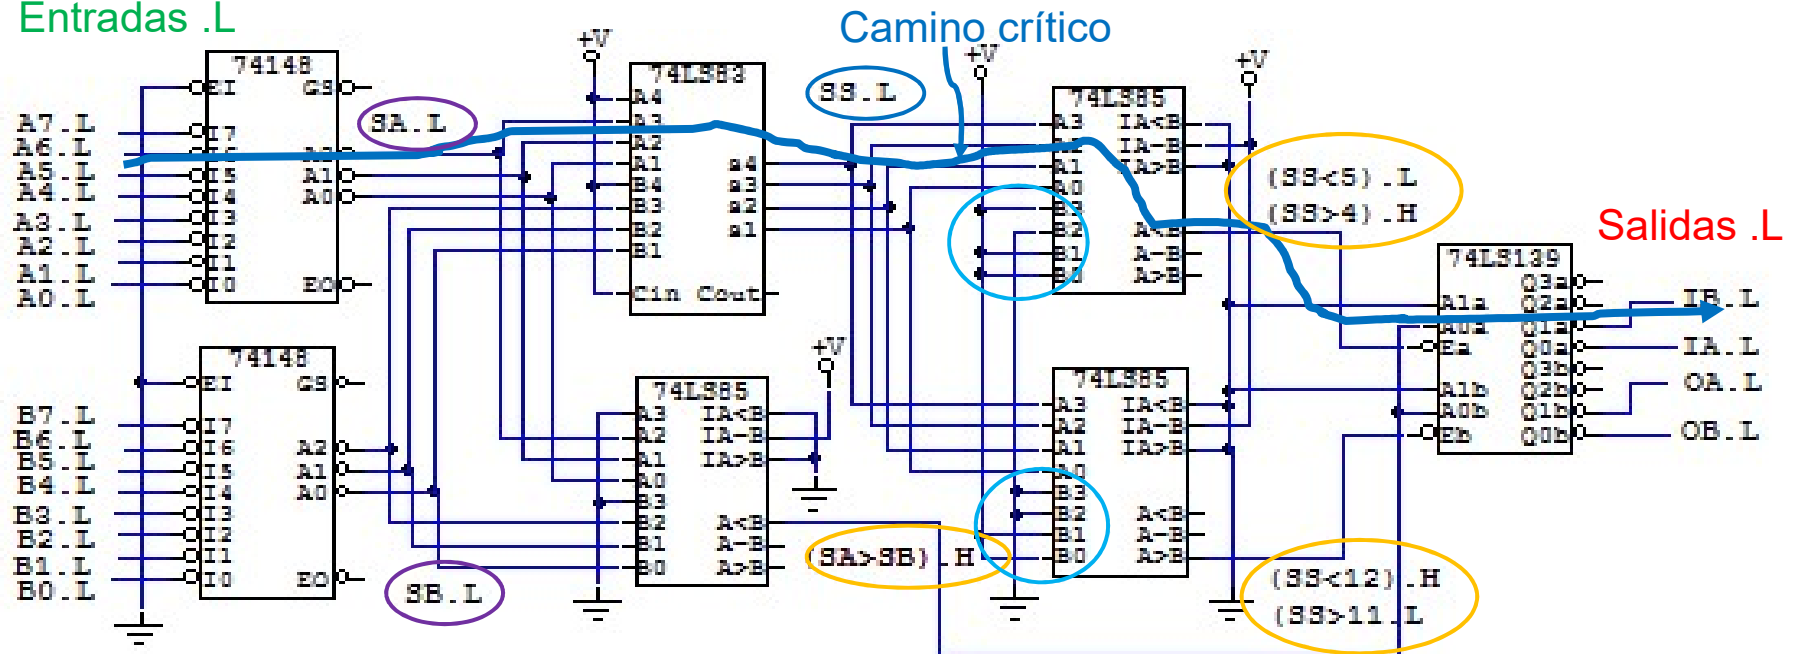 Entradas .L
Camino crítico
Salidas .L
74148
EI
GS
I7
I6
I5
I4
I3
I2
I1
I0
A2
A1
A0
EO
A7.L
A6.L
A5.L
A4.L
A3.L
A2.L
A1.L
A0.L
SA.L
74148
EI
GS
I7
I6
I5
I4
I3
I2
I1
I0
A2
A1
A0
EO
B7.L
B6.L
B5.L
B4.L
B3.L
B2.L
B1.L
B0.L
SB.L
+V
74LS83
A4
A3
A2
A1
B4
B3
B2
B1
Cin Cout
s4
s3
s2
s1
SS.L
+V
74LS85
A3
A2
A1
A0
B3
B2
B1
B0
IA<B
IA=B
IA>B
A<B
A=B
A>B
(SA>SB).H
+V
+V
74LS85
A3
A2
A1
A0
B3
B2
B1
B0
IA<B
IA=B
IA>B
A<B
A=B
A>B
(SS<5).L
(SS>4).H
74LS85
A3
A2
A1
A0
B3
B2
B1
B0
IA<B
IA=B
IA>B
A<B
A=B
A>B
(SS<12).H
(SS>11.L
74LS139
A1a
A0a
Ea
A1b
A0b
Eb
Q3a
Q2a
Q1a
Q0a
Q3b
Q2b
Q1b
Q0b
IB.L
IA.L
OA.L
OB.L